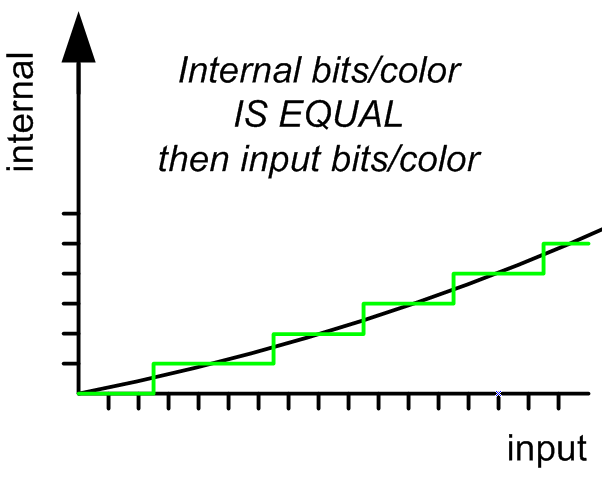 Internal bits/color
IS EQUAL
then input bits/color
internal
input